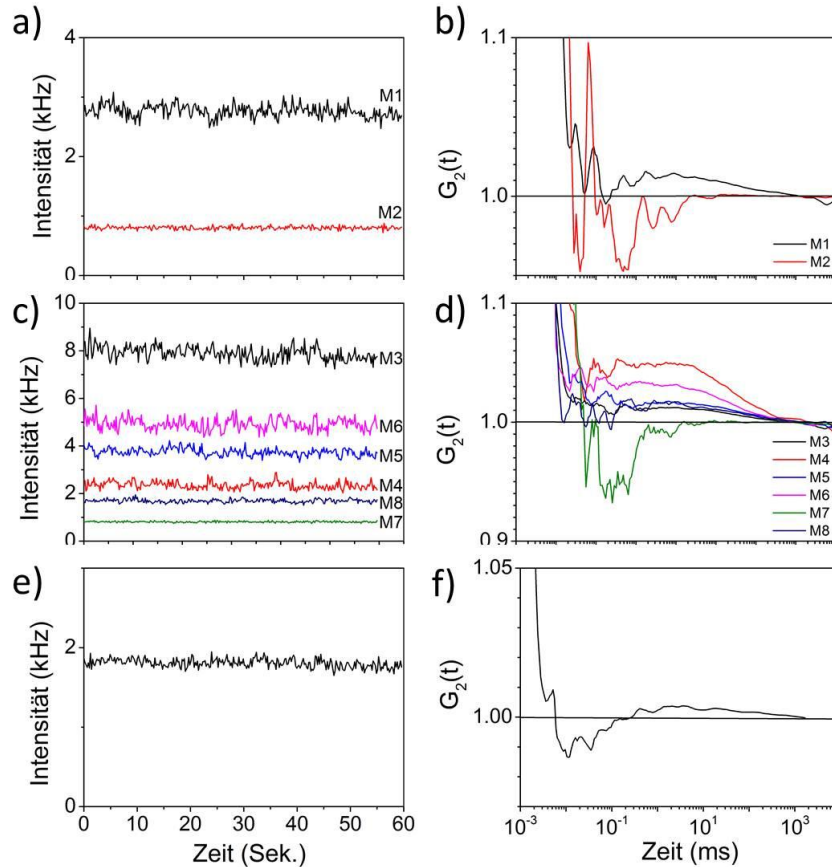 a)
4
2
0
Intensität (kHz)
M1
M2
b)
1.1
1.0
G2(t)
M1
M2
c)
10
8
6
4
2
0
Intensität (kHz)
M3
M6
M5
M4
M8
M7
d)
1.1
1.0
0.9
G2(t)
M3
M4
M5
M6
M7
M8
e)
2
0
Intensität (kHz)
0 10 20 30 40 50 60
Zeit (Sek.)
f)
1.05
1.00
G2(t)
10-3 10-1 101 103
Zeit (ms)